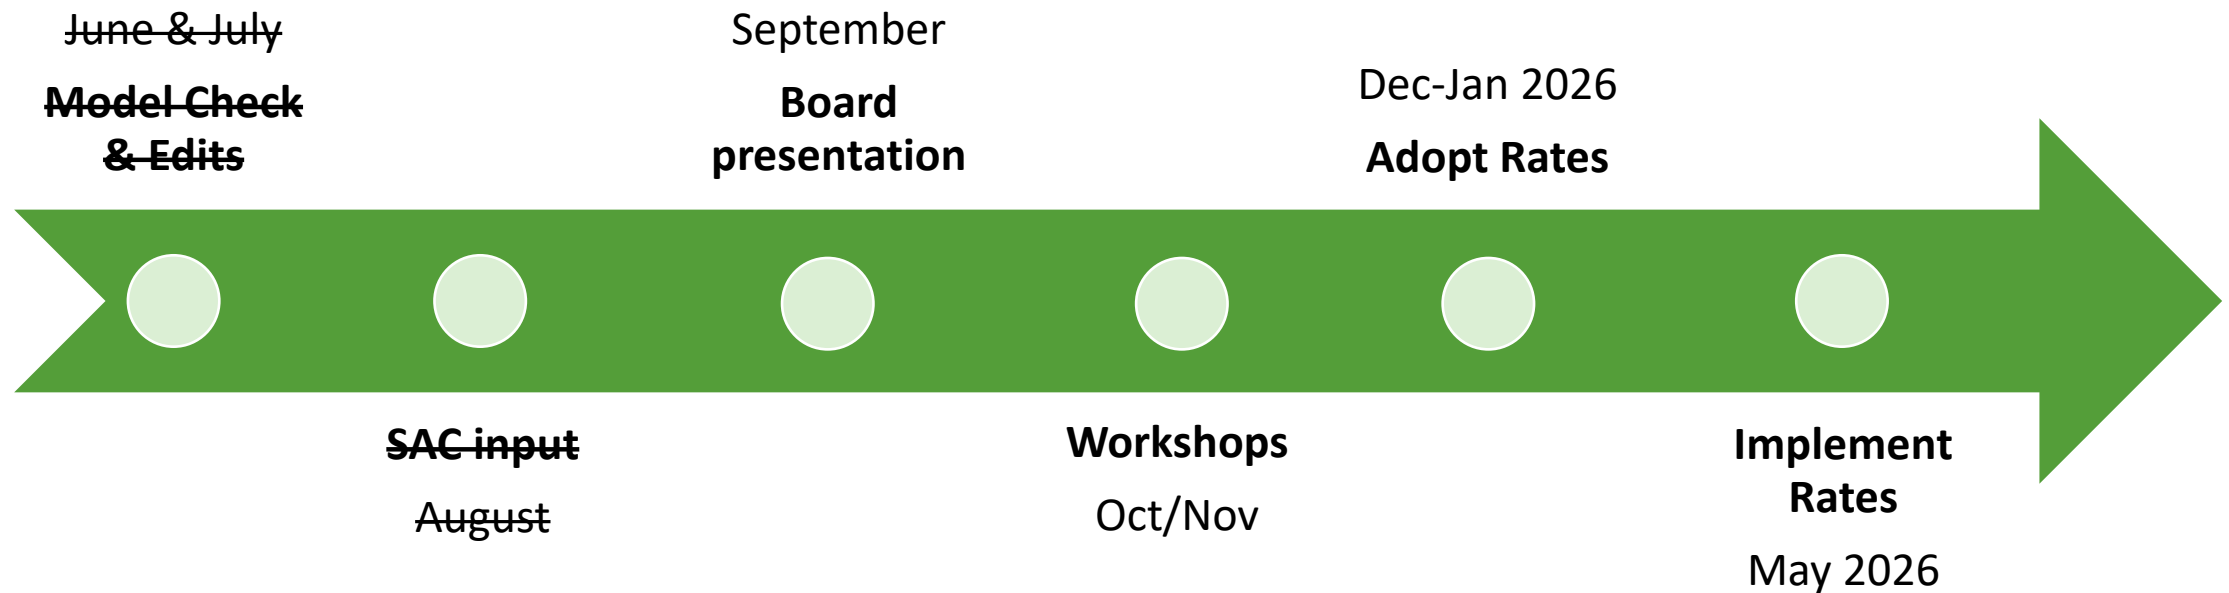 June & July
Model Check
& Edits
SAC input
August
September
Board
presentation
Workshops
Oct/Nov
Dec-Jan 2026
Adopt Rates
Implement
Rates
May 2026